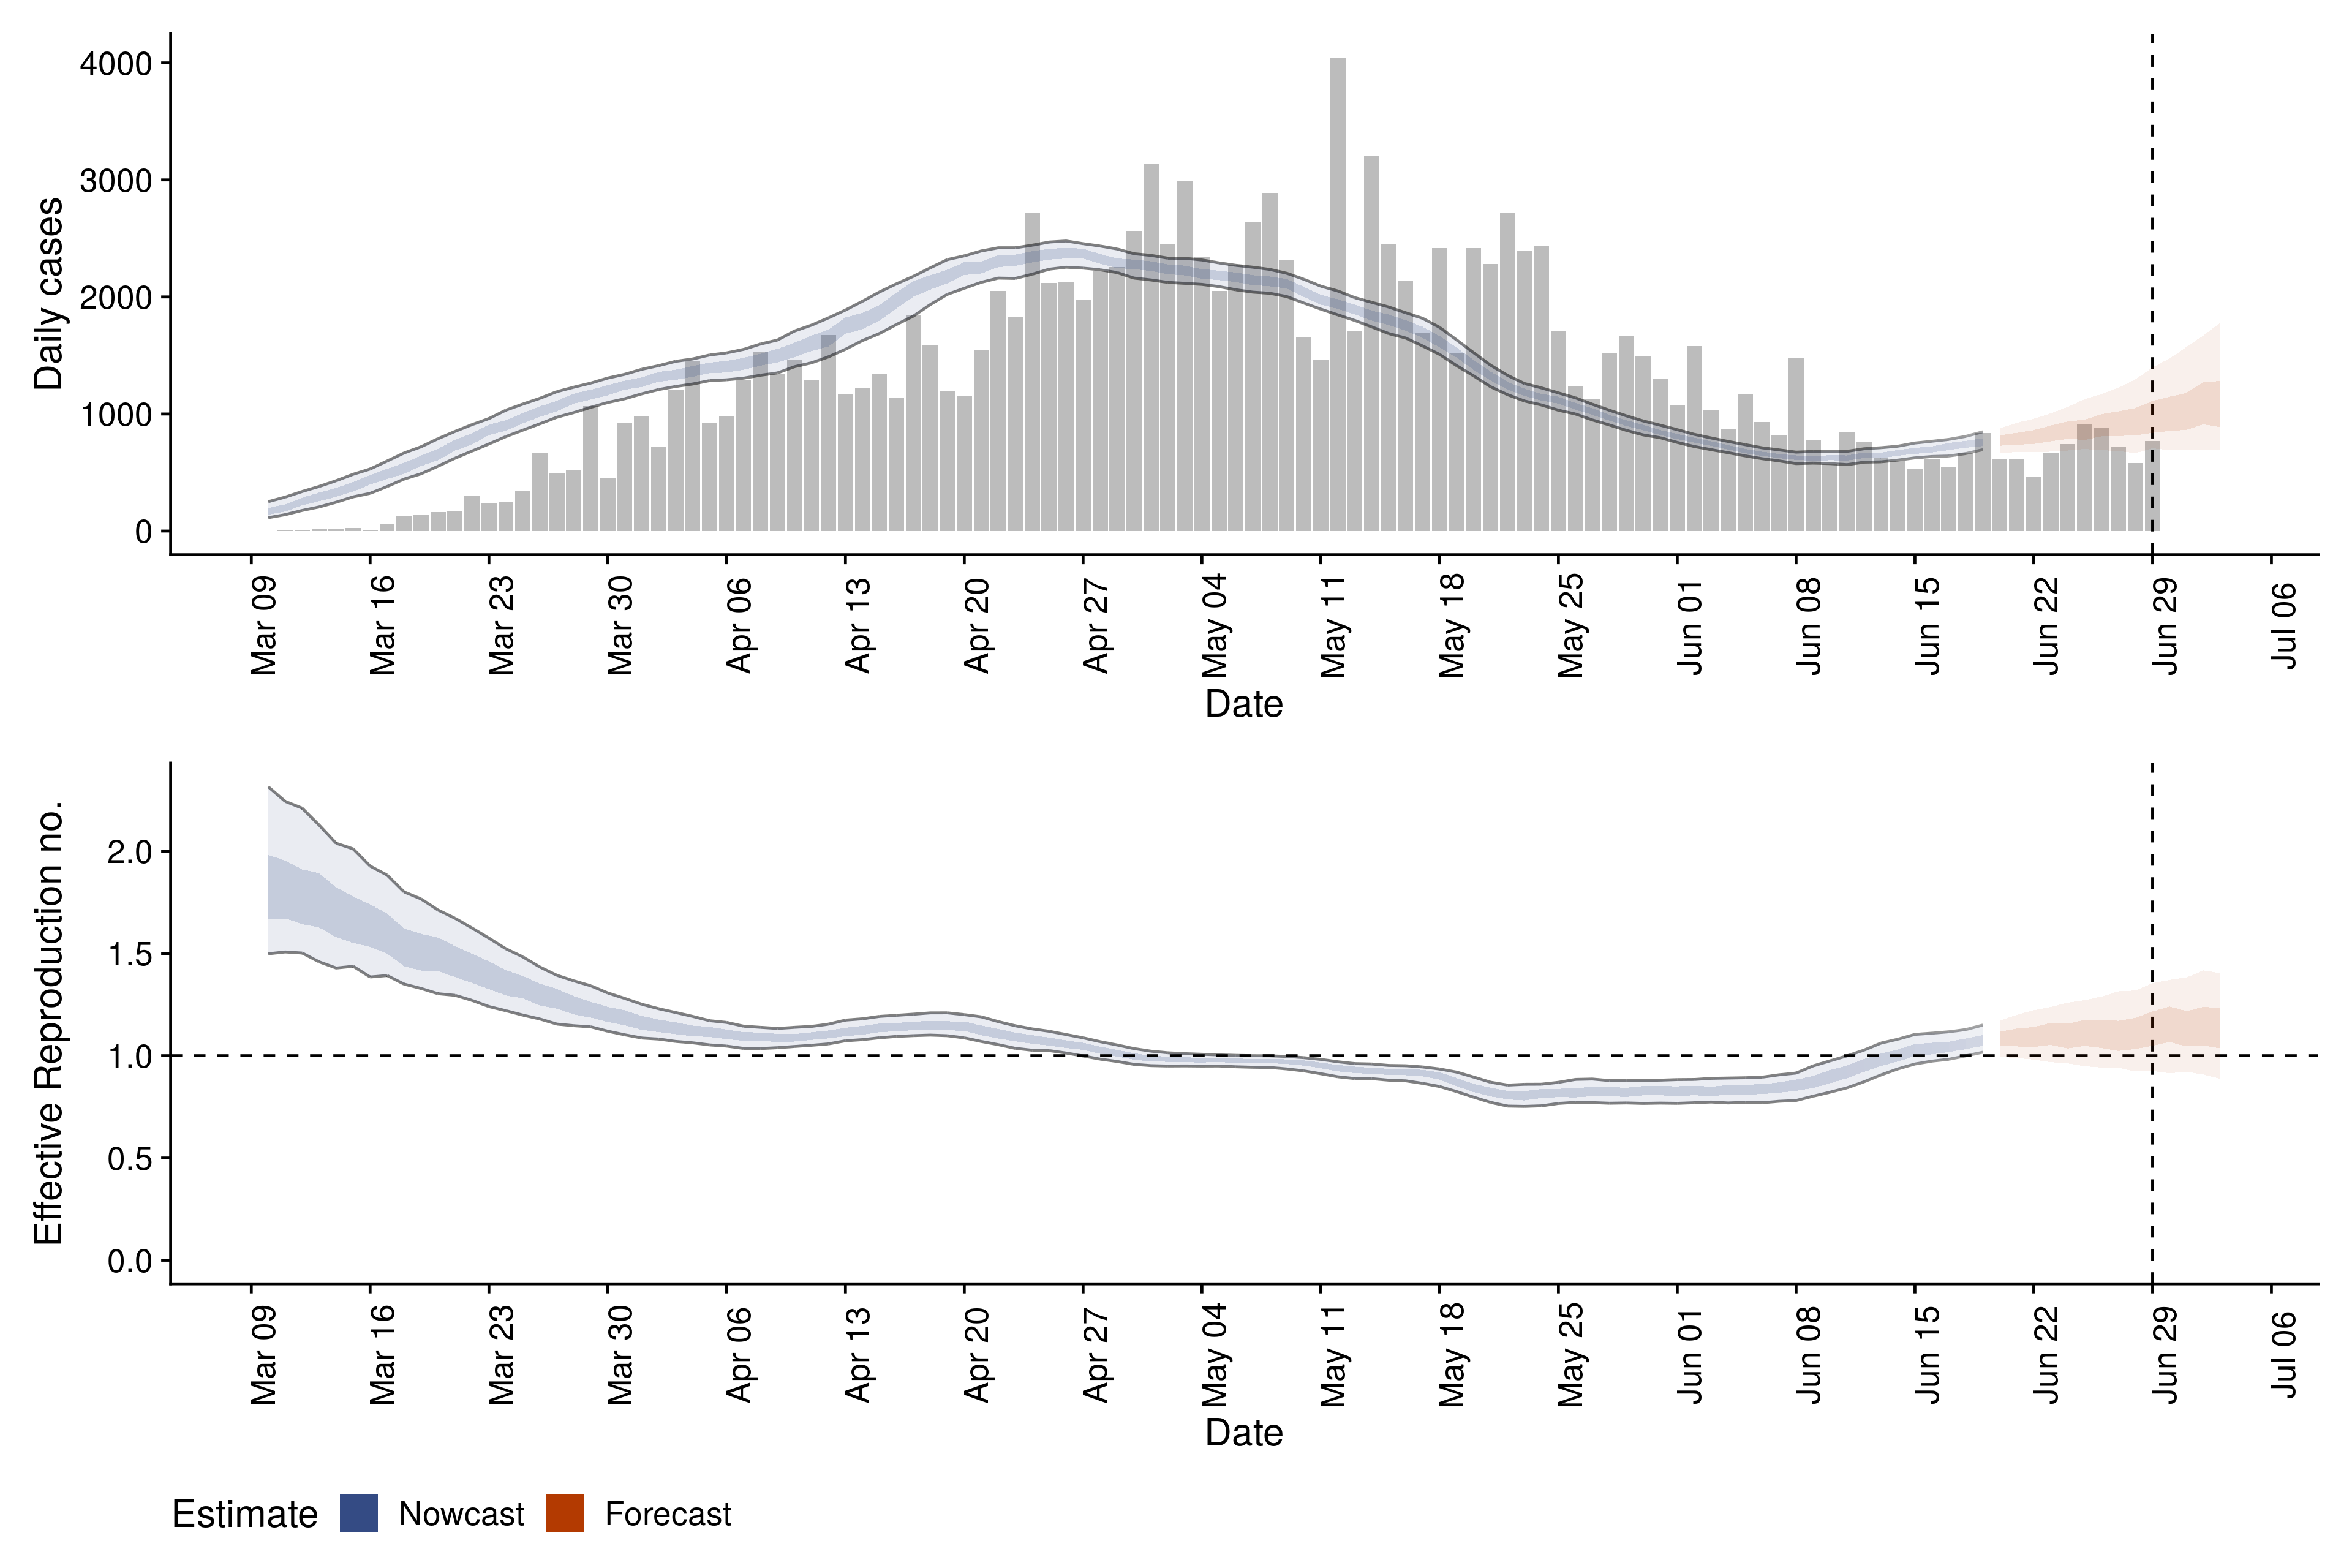 Daily cases
4000
3000
2000
1000
0
Mar 09 Mar 16 Mar 23 Mar 30 Apr 06 Apr 13 Apr 20 Apr 27 May 04 May 11 May 18 May 25 Jun 01 Jun 08 Jun 15 Jun 22 Jun 29 Jul 06
Date
Effective Reproduction no.
2.0
1.5
1.0
0.5
0.0
Mar 09 Mar 16 Mar 23 Mar 30 Apr 06 Apr 13 Apr 20 Apr 27 May 04 May 11 May 18 May 25 Jun 01 Jun 08 Jun 15 Jun 22 Jun 29 Jul 06
Date
Estimate Nowcast Forecast